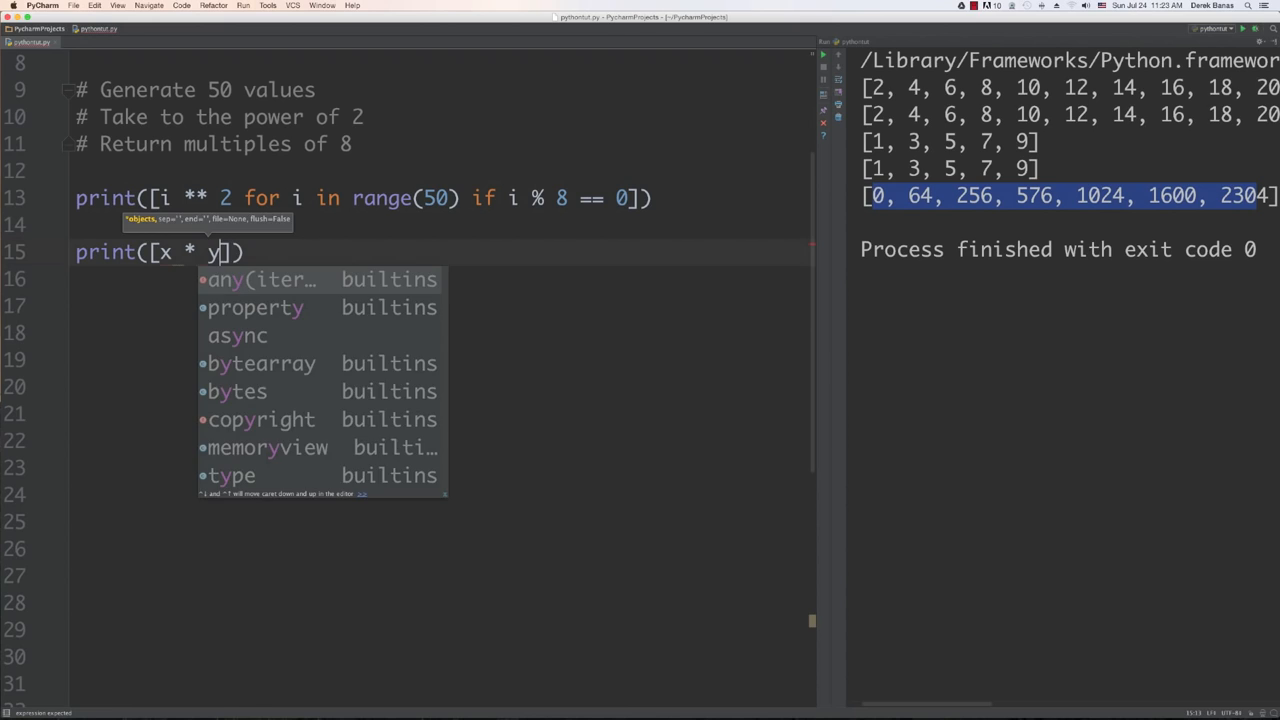 PyCharm File Edit View Navigate Code Refactor Run Tools VCS Window Help 10 Sun Jul 24 11:23 AM Derek Banas
pythontut.py - PyCharmProjects - [~/PycharmProjects]
PycharmProjects pythontut.py pythontut
pythontut.py
Run: pythontut
8
9 # Generate 50 values
10 # Take to the power of 2
11 # Return multiples of 8
12
13 print([i ** 2 for i in range(50) if i % 8 == 0])
14
*objects, sep='', end='', file=None, flush=False
15 print([x * y])
16
17
18
19
20
21
22
23
24
25
26
27
28
29
30
31
any(iter… builtins
property builtins
async
bytearray builtins
bytes builtins
copyright builtins
memoryview builti…
type builtins
^↓ and ^↑ will move caret down and up in the editor >>
/Library/Frameworks/Python.framewor
[2, 4, 6, 8, 10, 12, 14, 16, 18, 20
[2, 4, 6, 8, 10, 12, 14, 16, 18, 20
[1, 3, 5, 7, 9]
[1, 3, 5, 7, 9]
[0, 64, 256, 576, 1024, 1600, 2304]
Process finished with exit code 0
expression expected
15:13 LF÷ UTF-8